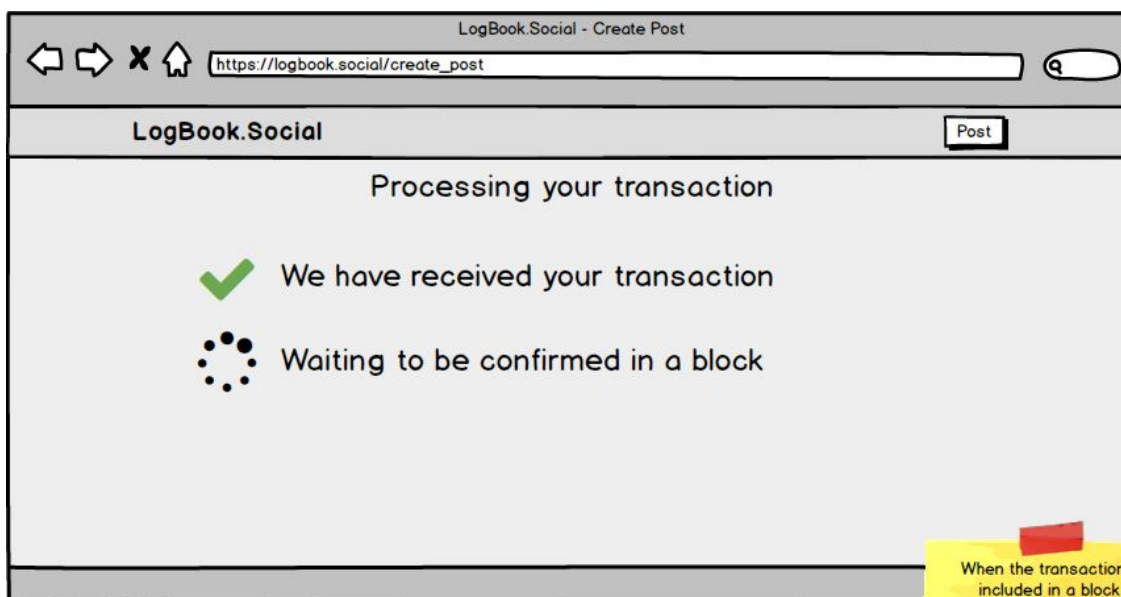 LogBook.Social - Create Post
https://logbook.social/create_post
LogBook.Social
Post
Processing your transaction
We have received your transaction
Waiting to be confirmed in a block
When the transaction
included in a block